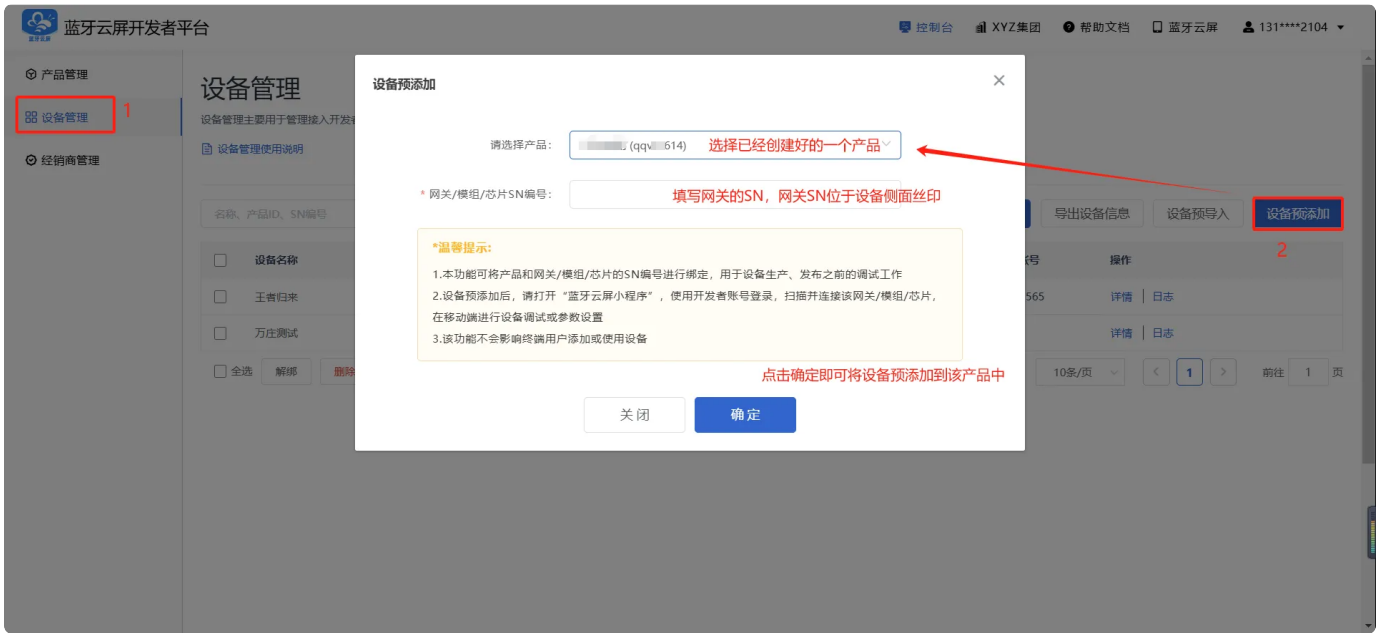 蓝牙云屏开发者平台
控制台 XYZ集团 帮助文档 蓝牙云屏 131****2104
产品管理
设备管理 1
经销商管理
设备管理
设备管理主要用于管理接入开发者
设备管理使用说明
名称、产品ID、SN编号
导出设备信息 设备预导入 设备预添加
2
设备名称 账号 操作
王者归来 565 详情 日志
万庄测试 详情 日志
全选 解绑 删除 10条/页 1 前往 1 页
设备预添加
请选择产品: 选择已经创建好的一个产品
* 网关/模组/芯片SN编号: 填写网关的SN，网关SN位于设备侧面丝印
*温馨提示:
1.本功能可将产品和网关/模组/芯片的SN编号进行绑定，用于设备生产、发布之前的调试工作
2.设备预添加后，请打开“蓝牙云屏小程序”，使用开发者账号登录，扫描并连接该网关/模组/芯片，
在移动端进行设备调试或参数设置
3.该功能不会影响终端用户添加或使用设备
点击确定即可将设备预添加到该产品中
关闭 确定